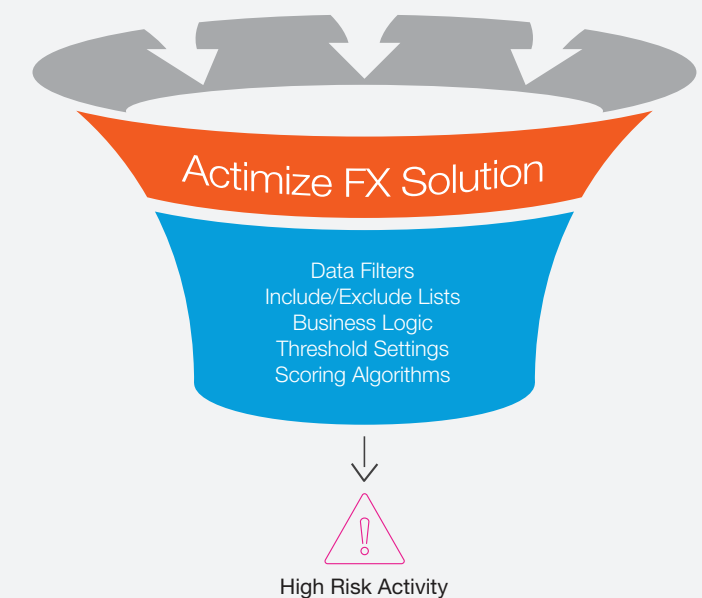 Actimize FX Solution
Data Filters
Include/Exclude Lists
Business Logic
Threshold Settings
Scoring Algorithms
High Risk Activity